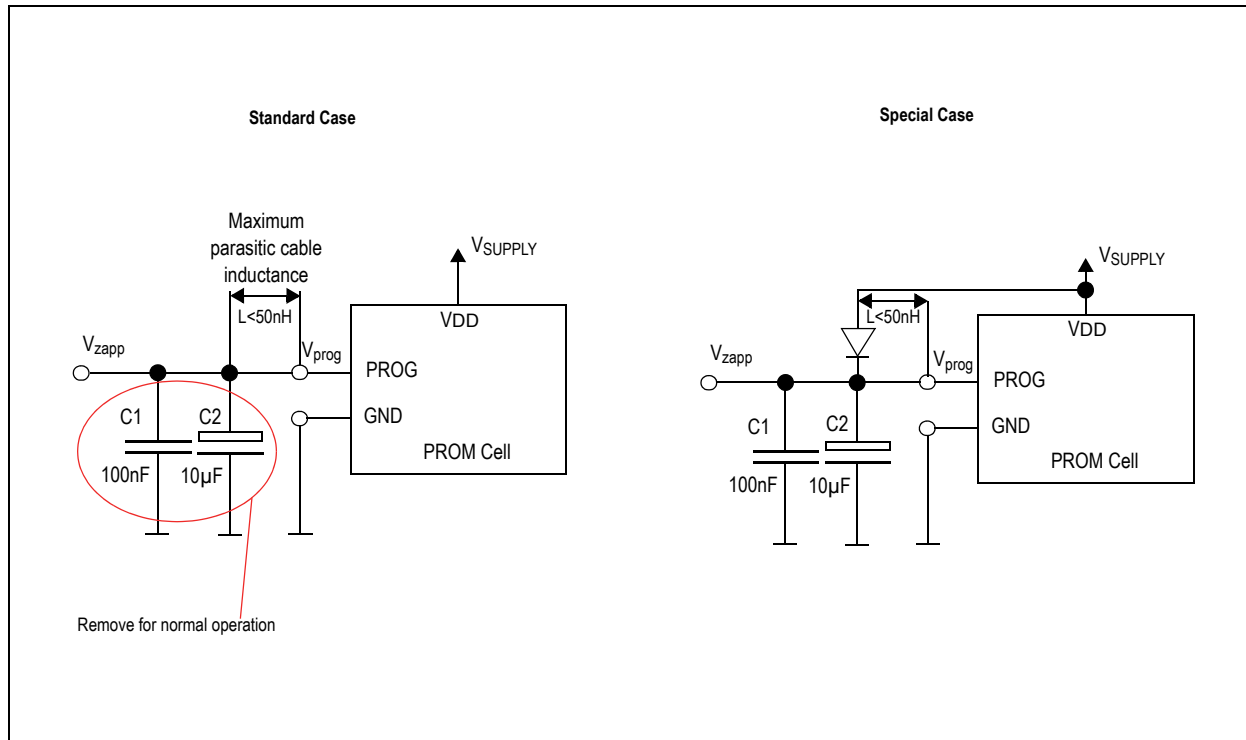 Standard Case
Maximum
parasitic cable
inductance
L<50nH
VSUPPLY
VDD
Vzapp
Vprog
PROG
GND
PROM Cell
C1
C2
100nF
10µF
Remove for normal operation
Special Case
VSUPPLY
L<50nH
VDD
Vzapp
Vprog
PROG
GND
PROM Cell
C1
C2
100nF
10µF